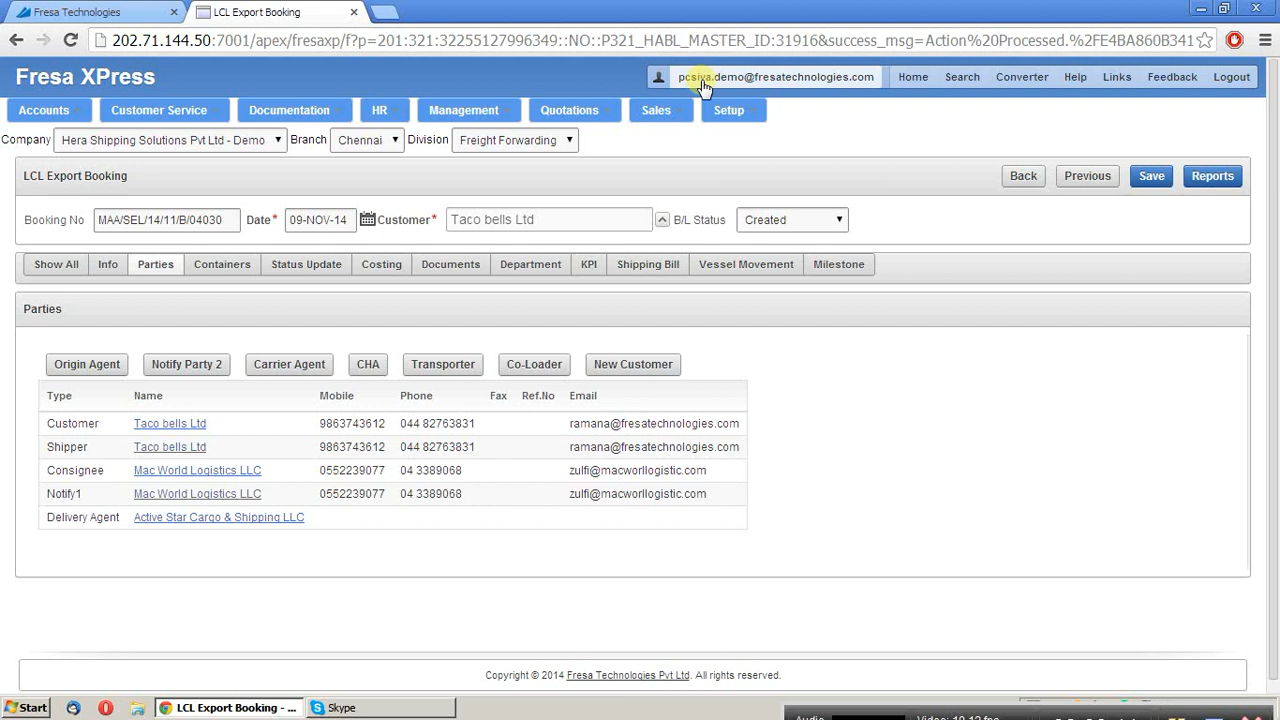 Fresa Technologies
LCL Export Booking
202.71.144.50:7001/apex/fresaxp/f?p=201:321:32255127996349::NO::P321_HABL_MASTER_ID:31916&success_msg=Action%20Processed.%2FE4BA860B341
Fresa XPress
pcsiva.demo@fresatechnologies.com
Home
Search
Converter
Help
Links
Feedback
Logout
Accounts
Customer Service
Documentation
HR
Management
Quotations
Sales
Setup
Company
Hera Shipping Solutions Pvt Ltd - Demo
Branch
Chennai
Division
Freight Forwarding
LCL Export Booking
Back
Previous
Save
Reports
Booking No
MAA/SEL/14/11/B/04030
Date*
09-NOV-14
Customer*
Taco bells Ltd
B/L Status
Created
Show All
Info
Parties
Containers
Status Update
Costing
Documents
Department
KPI
Shipping Bill
Vessel Movement
Milestone
Parties
Origin Agent
Notify Party 2
Carrier Agent
CHA
Transporter
Co-Loader
New Customer
Type Name Mobile Phone Fax Ref.No Email
Customer Taco bells Ltd 9863743612 044 82763831 ramana@fresatechnologies.com
Shipper Taco bells Ltd 9863743612 044 82763831 ramana@fresatechnologies.com
Consignee Mac World Logistics LLC 0552239077 04 3389068 zulfi@macworllogistic.com
Notify1 Mac World Logistics LLC 0552239077 04 3389068 zulfi@macworllogistic.com
Delivery Agent Active Star Cargo & Shipping LLC
Copyright © 2014 Fresa Technologies Pvt Ltd. All rights reserved.
Start
LCL Export Booking - ...
Skype